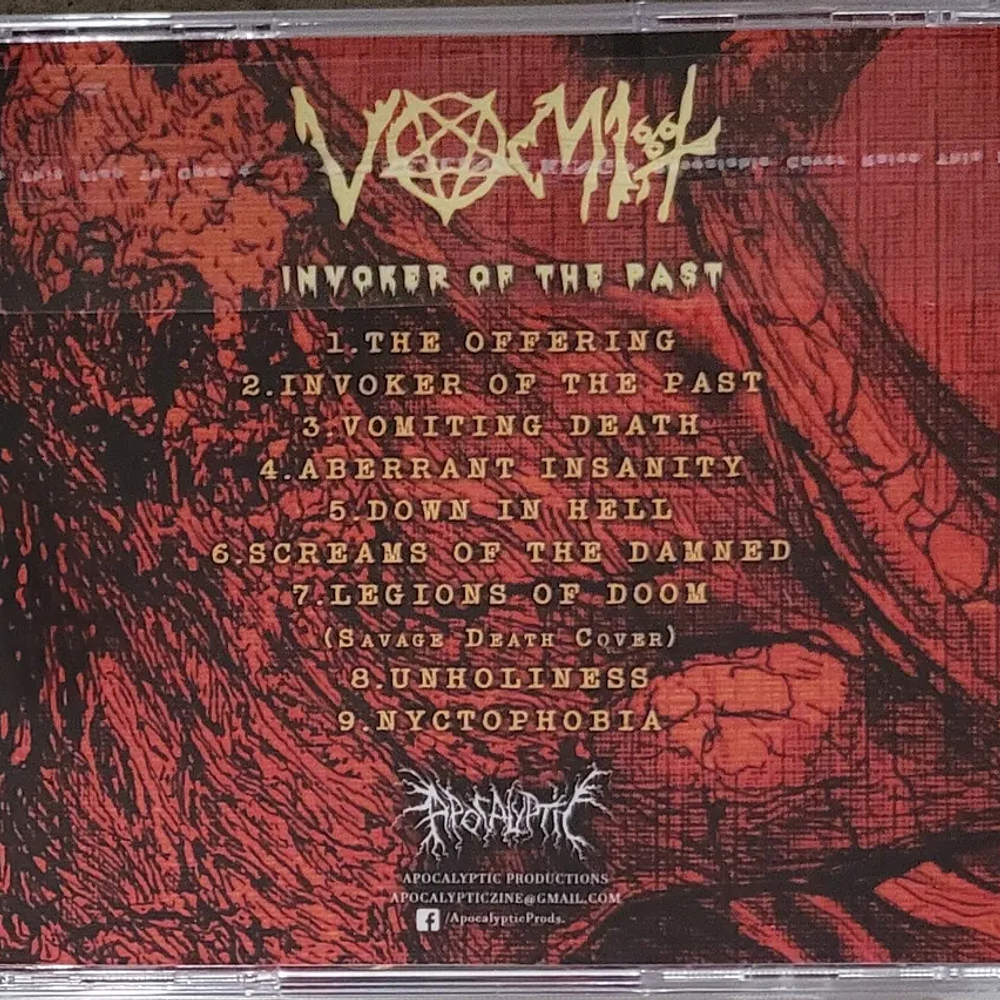 VOMIT
INVOKER OF THE PAST
1.THE OFFERING
2.INVOKER OF THE PAST
3.VOMITING DEATH
4.ABERRANT INSANITY
5.DOWN IN HELL
6.SCREAMS OF THE DAMNED
7.LEGIONS OF DOOM
(SAVAGE DEATH COVER)
8.UNHOLINESS
9.NYCTOPHOBIA
APOCALYPTIC
APOCALYPTIC PRODUCTIONS
APOCALYPTICZINE@GMAIL.COM
f /ApocalypticProds.